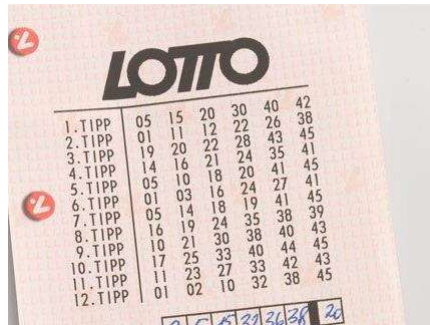 LOTTO
1.TIPP 05 15 20 30 40 42
2.TIPP 01 11 12 22 26 38
3.TIPP 19 20 22 28 43 45
4.TIPP 14 16 21 24 35 41
5.TIPP 05 10 18 20 41 45
6.TIPP 01 03 16 24 27 41
7.TIPP 05 14 18 19 41 45
8.TIPP 16 19 24 35 38 39
9.TIPP 10 21 30 38 40 43
10.TIPP 17 25 33 40 44 45
11.TIPP 11 23 27 33 42 43
12.TIPP 01 02 10 32 38 45
5 15 36 38 20